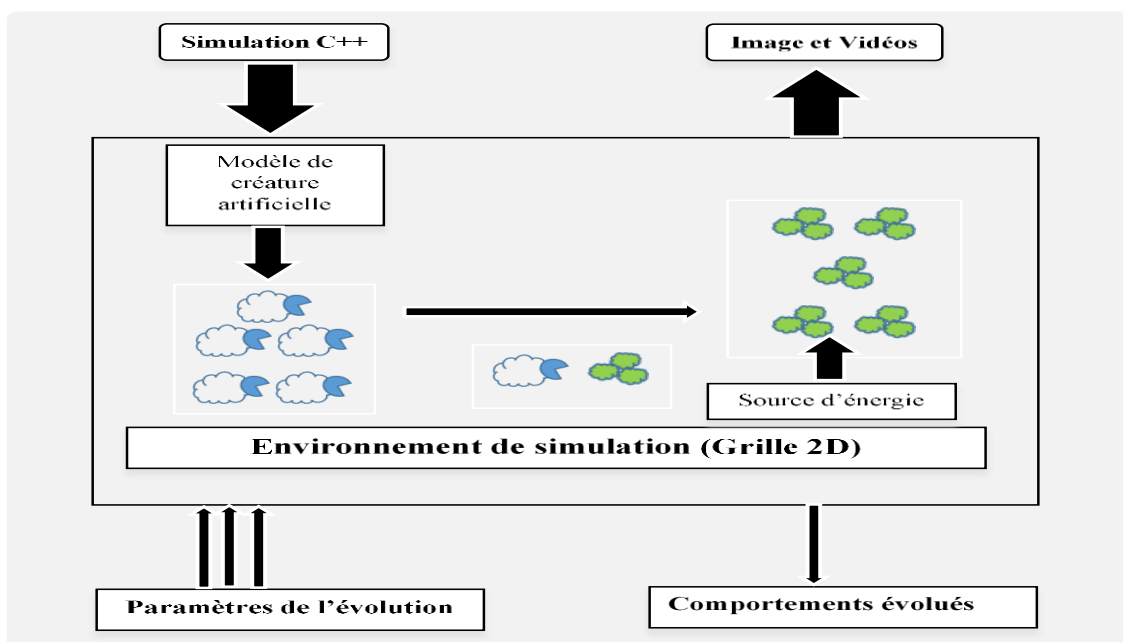 Simulation C++
Image et Vidéos
Modèle de
créature
artificielle
Source d'énergie
Environnement de simulation (Grille 2D)
Paramètres de l'évolution
Comportements évolués